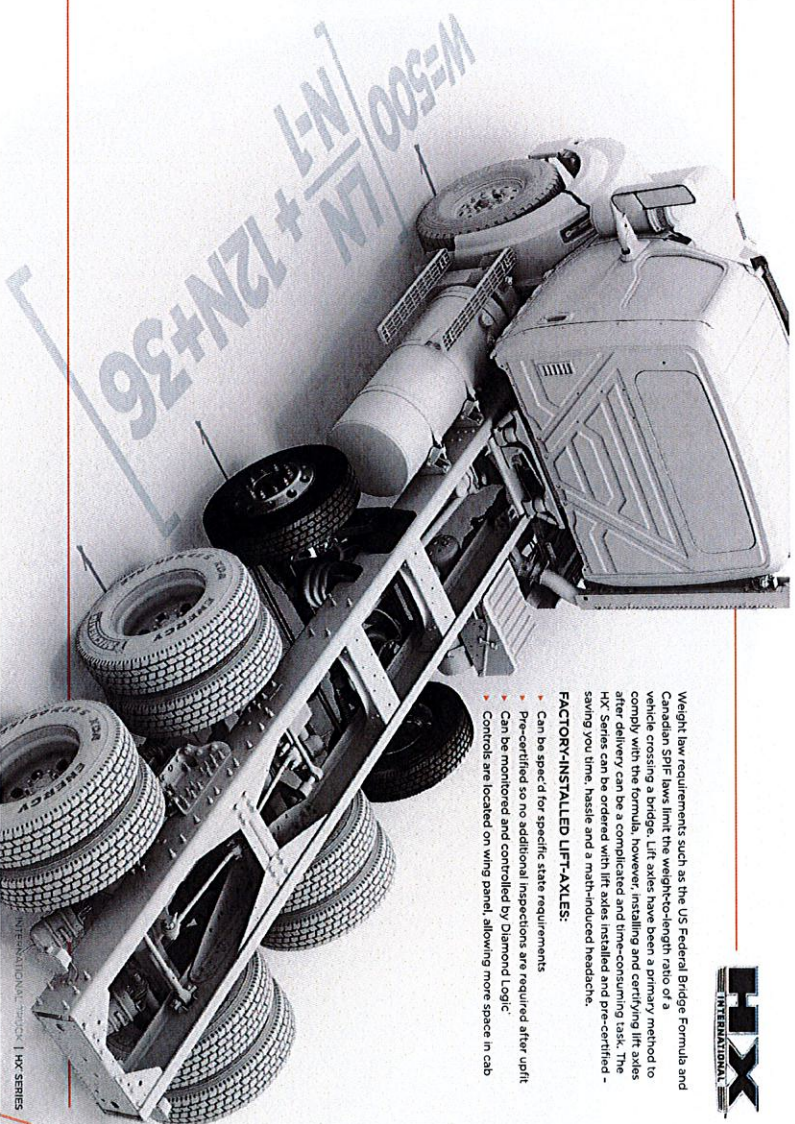 HX
INTERNATIONAL
W=500
LN
N-1
+ 12N+36
Weight law requirements such as the US Federal Bridge Formula and
Canadian SPIF laws limit the weight-to-length ratio of a
vehicle crossing a bridge. Lift axles have been a primary method to
comply with the formula, however, installing and certifying lift axles
after delivery can be a complicated and time-consuming task. The
HX® Series can be ordered with lift axles installed and pre-certified –
saving you time, hassle and a math-induced headache.
FACTORY-INSTALLED LIFT-AXLES:
Can be spec'd for specific state requirements
Pre-certified so no additional inspections are required after upfit
Can be monitored and controlled by Diamond Logic®
Controls are located on wing panel, allowing more space in cab
XDA ENERGY
MICHELIN
XDA ENERGY
INTERNATIONAL® TRUCK | HX® SERIES